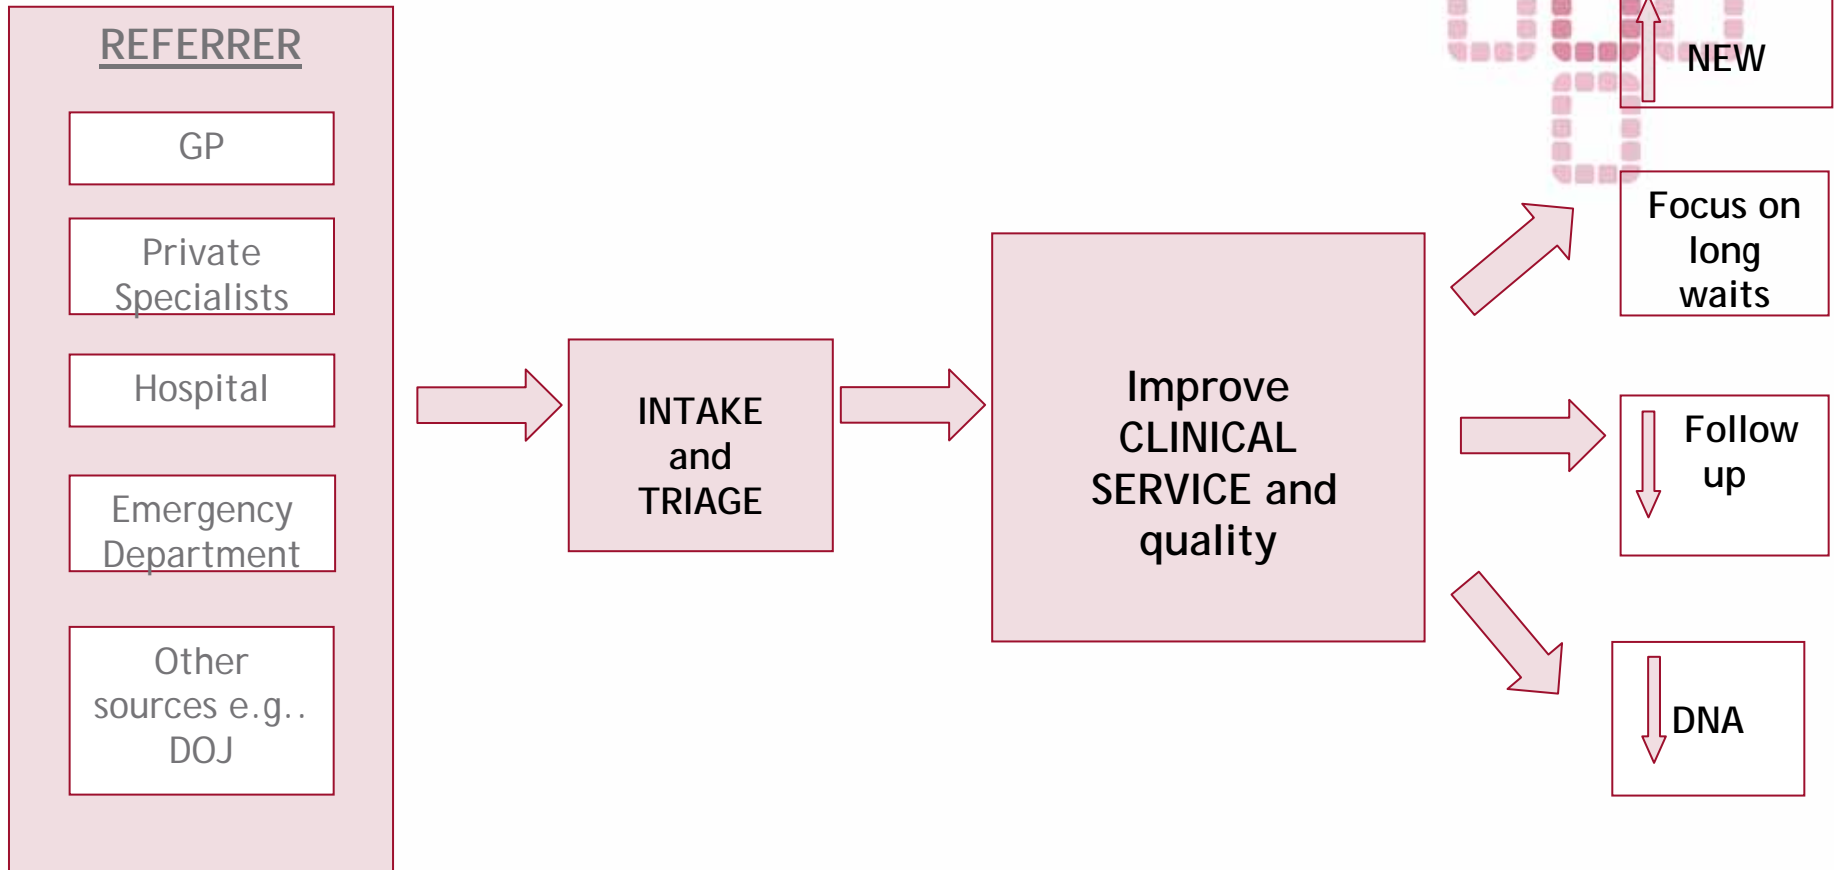 REFERRER
GP
Private
Specialists
Hospital
Emergency
Department
Other
sources e.g..
DOJ
INTAKE
and
TRIAGE
Improve
CLINICAL
SERVICE and
quality
NEW
Focus on
long
waits
Follow
up
DNA